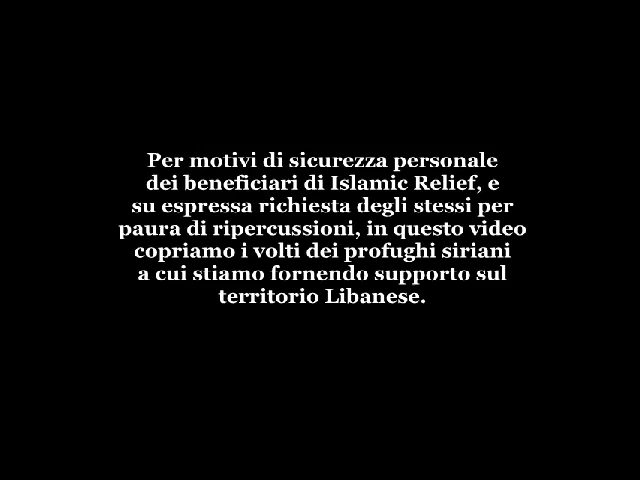 Per motivi di sicurezza personale
dei beneficiari di Islamic Relief, e
su espressa richiesta degli stessi per
paura di ripercussioni, in questo video
copriamo i volti dei profughi siriani
a cui stiamo fornendo supporto sul
territorio Libanese.